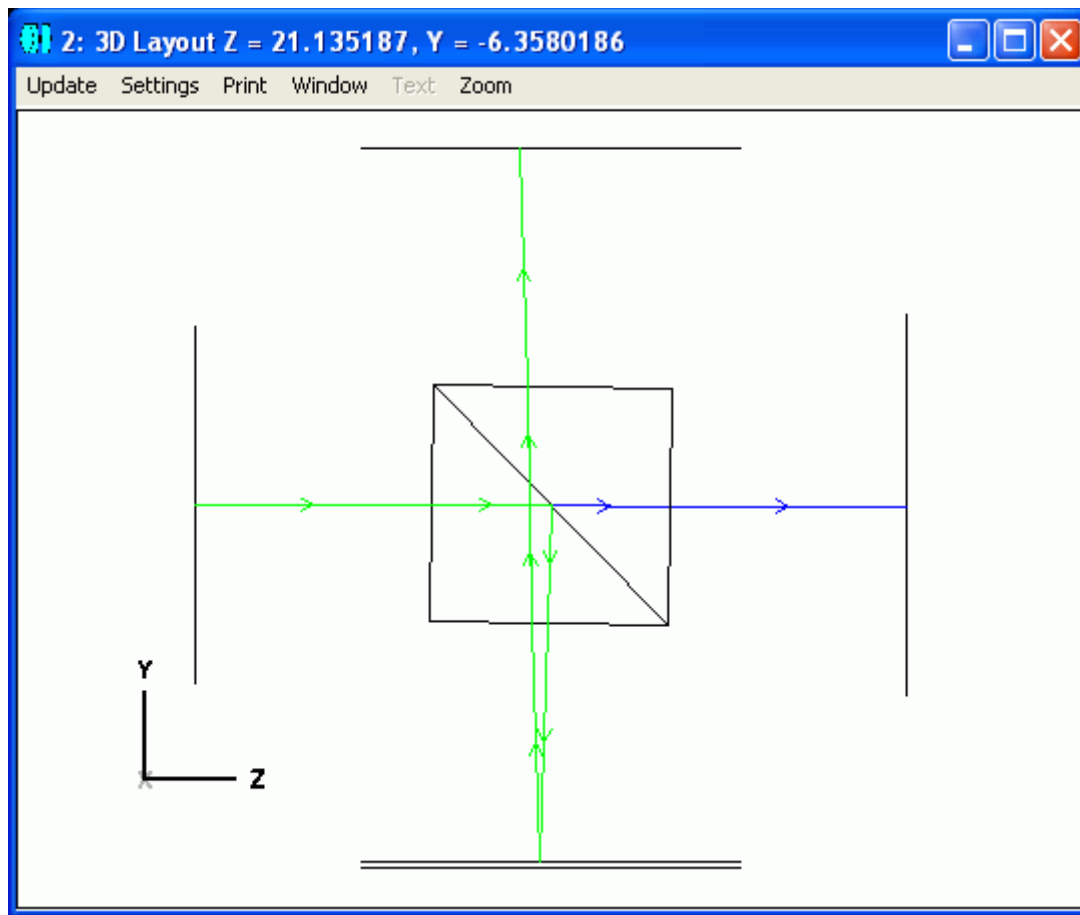 2: 3D Layout Z = 21.135187, Y = -6.3580186
Update Settings Print Window Text Zoom
Y
X Z